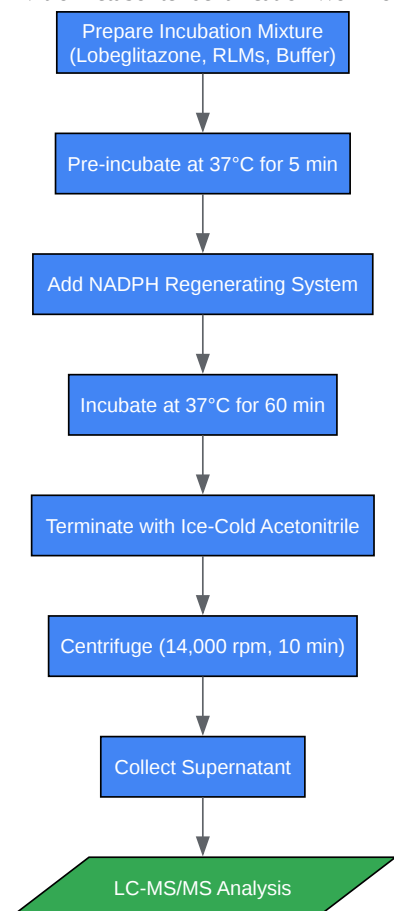 Prepare Incubation Mixture
(Lobeglitazone, RLMs, Buffer)
Pre-incubate at 37°C for 5 min
Add NADPH Regenerating System
Incubate at 37°C for 60 min
Terminate with Ice-Cold Acetonitrile
Centrifuge (14,000 rpm, 10 min)
Collect Supernatant
LC-MS/MS Analysis